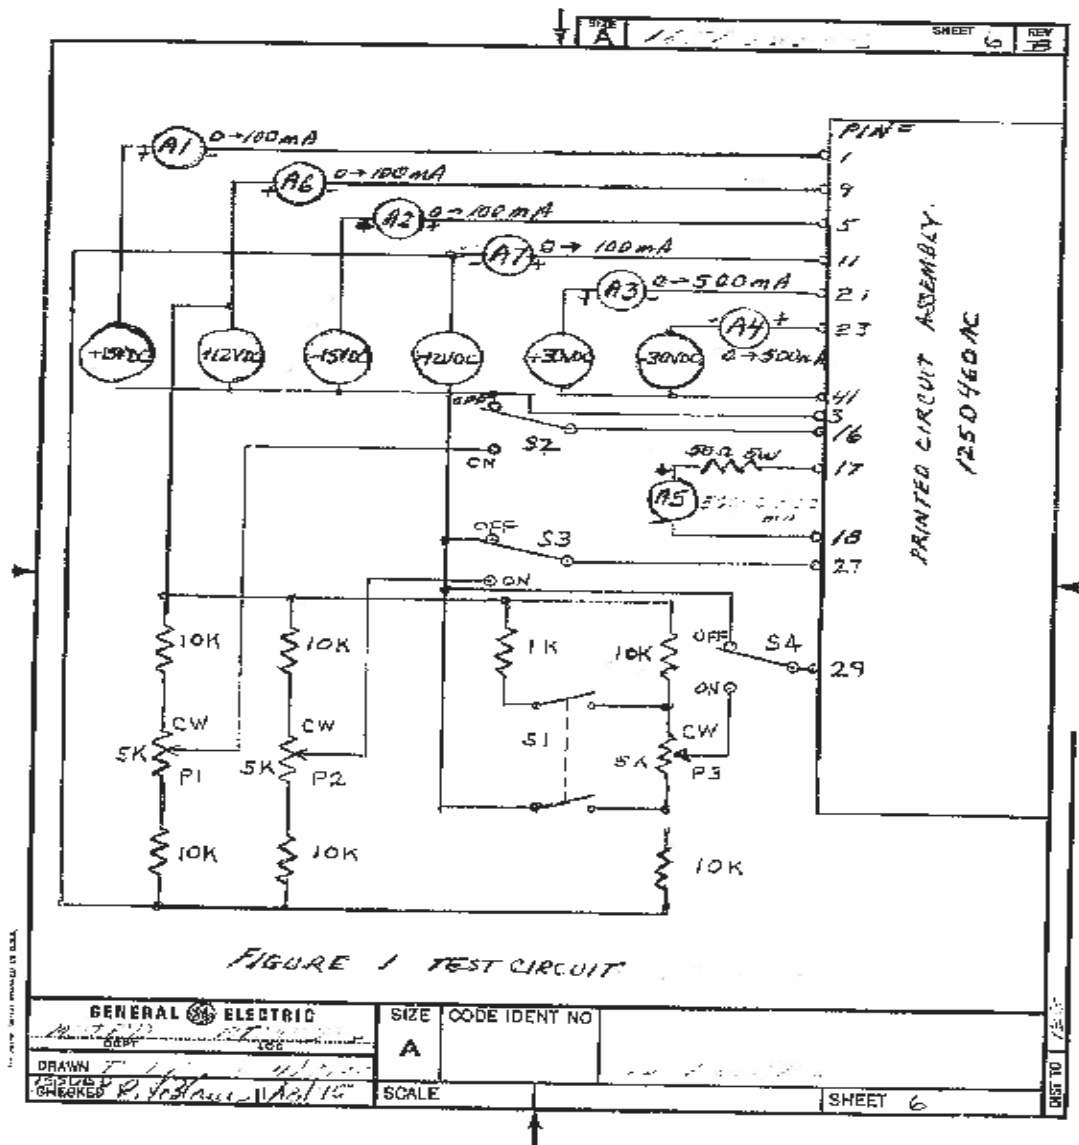 SIZE A
SHEET 6
REV B
PIN=
A1 0→100mA
1
A6 0→100mA
9
A2 0→100mA
5
A7 0→100mA
11
A3 0→500mA
21
A4
23
0→500mA
+15VDC
+12VDC
-15VDC
-12VDC
+30VDC
-30VDC
41
3
OFF
16
S2
ON
50Ω 5W
17
A5
18
OFF
S3
27
ON
PRINTED CIRCUIT ASSEMBLY
125D460AC
10K
10K
1K
10K
OFF
S4
29
ON
CW
CW
S1
CW
5K
P1
5K
P2
5K
P3
10K
10K
10K
FIGURE 1 TEST CIRCUIT
GENERAL ELECTRIC
DEPT
LOC
SIZE
A
CODE IDENT NO
DRAWN
ISSUED
CHECKED
SCALE
SHEET 6
DIST TO